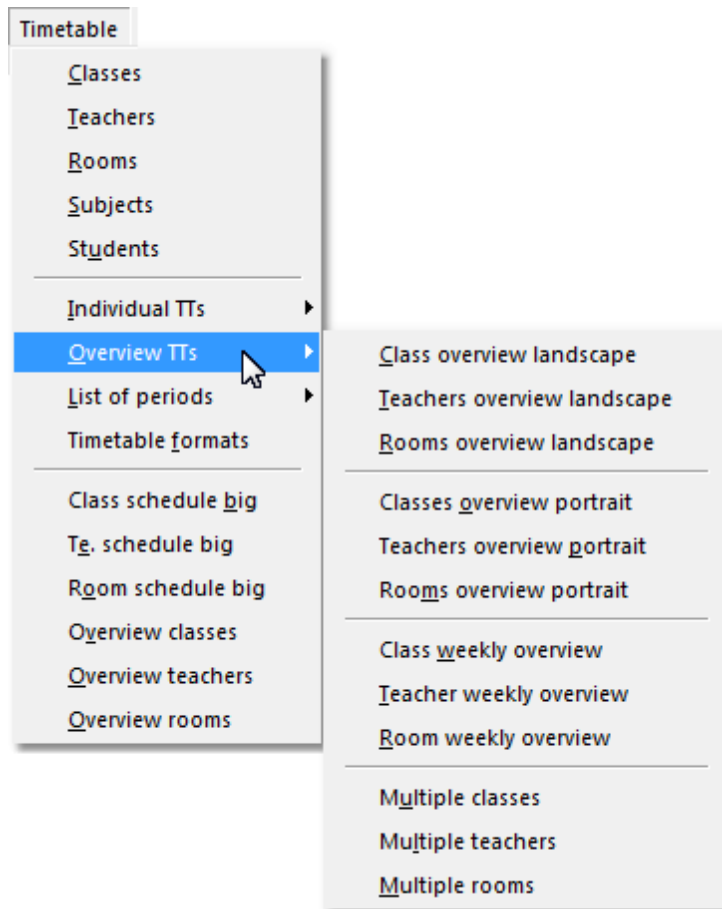 Timetable
Classes
Teachers
Rooms
Subjects
Students
Individual TTs
Overview TTs
List of periods
Timetable formats
Class schedule big
Te. schedule big
Room schedule big
Overview classes
Overview teachers
Overview rooms
Class overview landscape
Teachers overview landscape
Rooms overview landscape
Classes overview portrait
Teachers overview portrait
Rooms overview portrait
Class weekly overview
Teacher weekly overview
Room weekly overview
Multiple classes
Multiple teachers
Multiple rooms